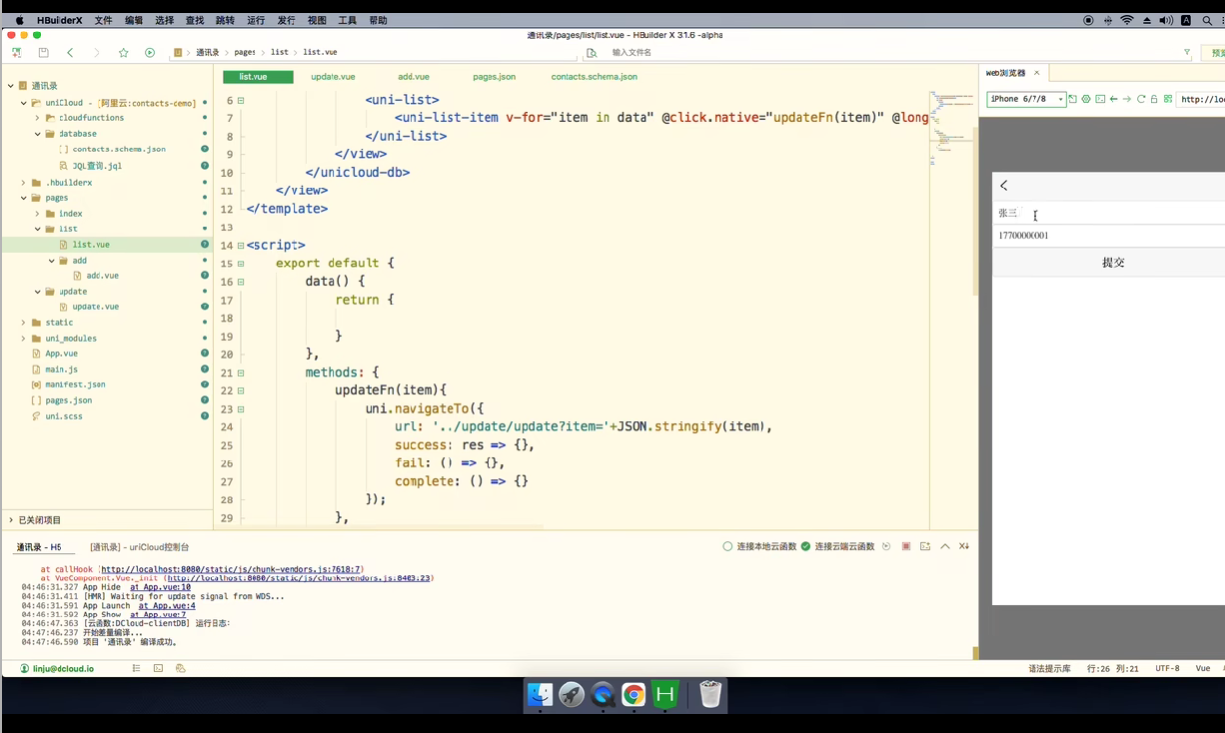 HBuilderX 文件 编辑 选择 查找 跳转 运行 发行 视图 工具 帮助
通讯录/pages/list/list.vue - HBuilder X 31.6 -alpha
通讯录 pages list list.vue
输入文件名
预览
list.vue update.vue add.vue pages.json contacts.schema.json
web浏览器
iPhone 6/7/8
http://lo
通讯录
uniCloud - [阿里云:contacts-cemo]
cloudfunctions
database
contacts.schema.json
JQL查询.jql
.hbuilderx
pages
index
list
list.vue
add
add.vue
update
update.vue
static
uni_modules
App.vue
main.js
manifest.json
pages.json
uni.scss
已关闭项目
6 <uni-list>
7 <uni-list-item v-for="item in data" @click.native="updateFn(item)" @long
8 </uni-list>
9 </view>
10 </unicloud-db>
11 </view>
12 </template>
13
14 <script>
15 export default {
16 data() {
17 return {
18
19 }
20 },
21 methods: {
22 updateFn(item){
23 uni.navigateTo({
24 url: '../update/update?item='+JSON.stringify(item),
25 success: res => {},
26 fail: () => {},
27 complete: () => {}
28 });
29 },
张三
1770000001
提交
通讯录 - H5 [通讯录] - uriCloud控制台
连接本地云函数 连接云端云函数
at callHook (http://localhost:8080/static/js/chunk-vendors.js:7618:7)
at VueComponent.Vue._init (http://localhost:8080/static/js/chunk-vendors.js:8403:23)
04:46:31.327 App Hide at App.vue:10
04:46:31.411 [HMR] Waiting for update signal from WDS...
04:46:31.591 App Launch at App.vue:4
04:46:31.592 App Show at App.vue:7
04:46:47.363 [云函数:DCloud-clientDB] 运行日志:
04:47:46.237 开始差量编译...
04:47:46.590 项目 '通讯录' 编译成功。
linju@dcloud.io
语法提示库 行:26 列:21 UTF-8 Vue